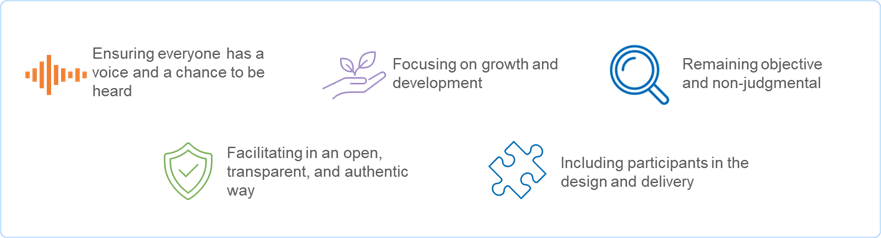 Ensuring everyone has a
voice and a chance to be
heard
Focusing on growth and
development
Remaining objective
and non-judgmental
Facilitating in an open,
transparent, and authentic
way
Including participants in the
design and delivery